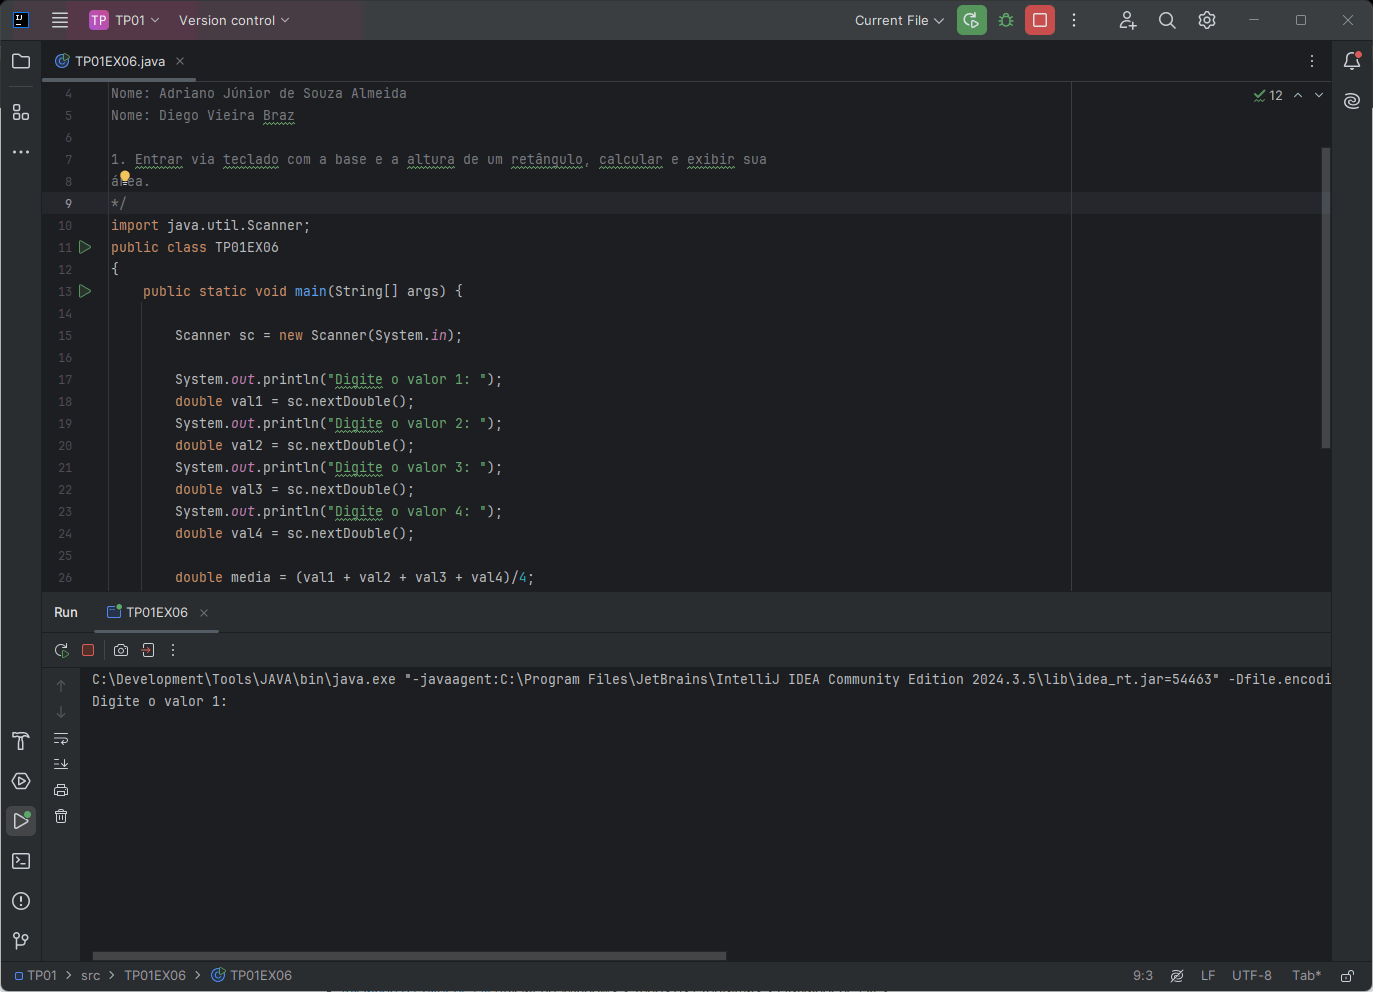 TP TP01 Version control Current File
TP01EX06.java
4 Nome: Adriano Júnior de Souza Almeida
12
5 Nome: Diego Vieira Braz
6
7 1. Entrar via teclado com a base e a altura de um retângulo, calcular e exibir sua
8 área.
9 */
10 import java.util.Scanner;
11 public class TP01EX06
12 {
13 public static void main(String[] args) {
14
15 Scanner sc = new Scanner(System.in);
16
17 System.out.println("Digite o valor 1: ");
18 double val1 = sc.nextDouble();
19 System.out.println("Digite o valor 2: ");
20 double val2 = sc.nextDouble();
21 System.out.println("Digite o valor 3: ");
22 double val3 = sc.nextDouble();
23 System.out.println("Digite o valor 4: ");
24 double val4 = sc.nextDouble();
25
26 double media = (val1 + val2 + val3 + val4)/4;
Run TP01EX06
C:\Development\Tools\JAVA\bin\java.exe "-javaagent:C:\Program Files\JetBrains\IntelliJ IDEA Community Edition 2024.3.5\lib\idea_rt.jar=54463" -Dfile.encodi
Digite o valor 1:
TP01 > src > TP01EX06 > TP01EX06 9:3 LF UTF-8 Tab*